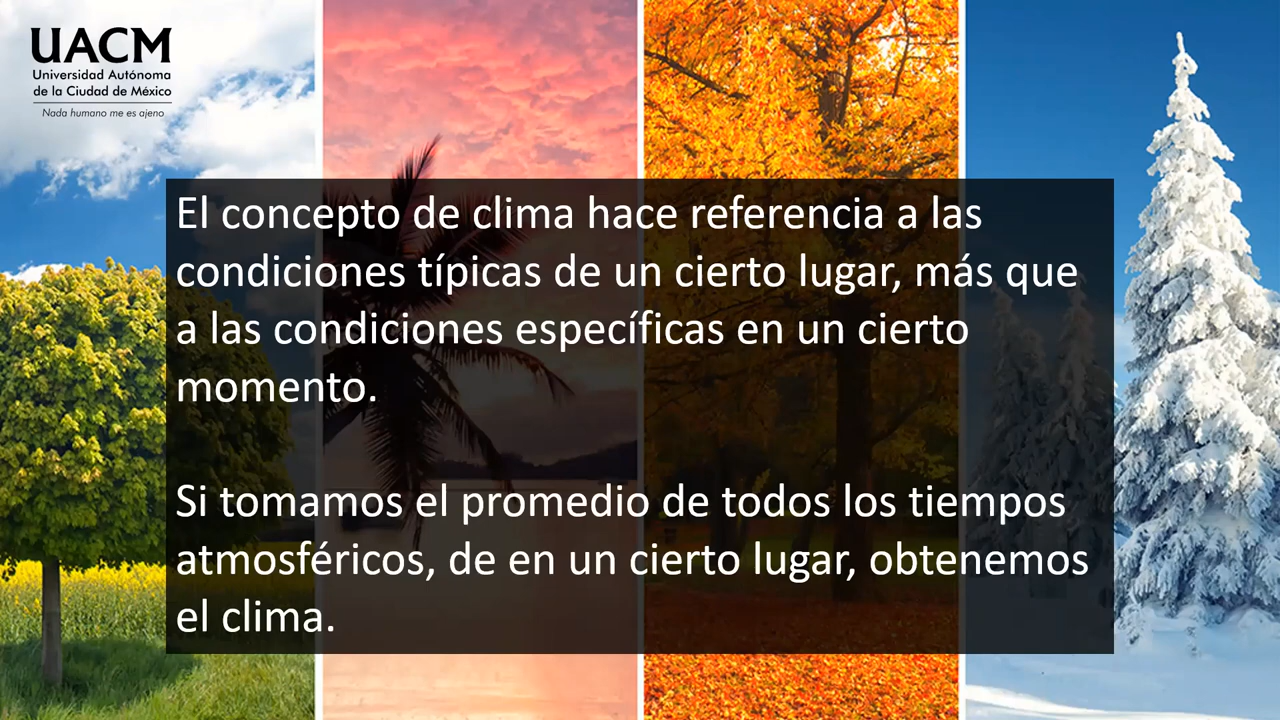 UACM
Universidad Autónoma
de la Ciudad de México
Nada humano me es ajeno
El concepto de clima hace referencia a las
condiciones típicas de un cierto lugar, más que
a las condiciones específicas en un cierto
momento.
Si tomamos el promedio de todos los tiempos
atmosféricos, de en un cierto lugar, obtenemos
el clima.